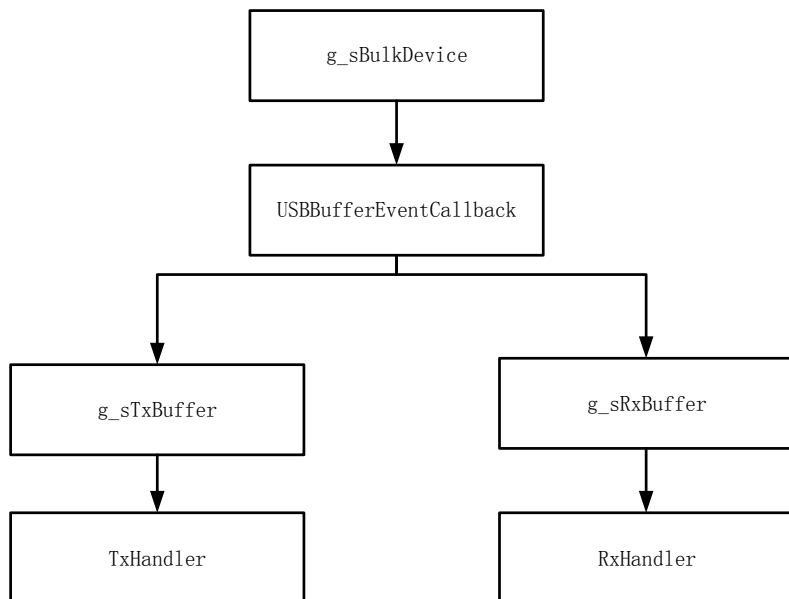 g_sBulkDevice
USBBufferEventCallback
g_sTxBuffer
g_sRxBuffer
TxHandler
RxHandler